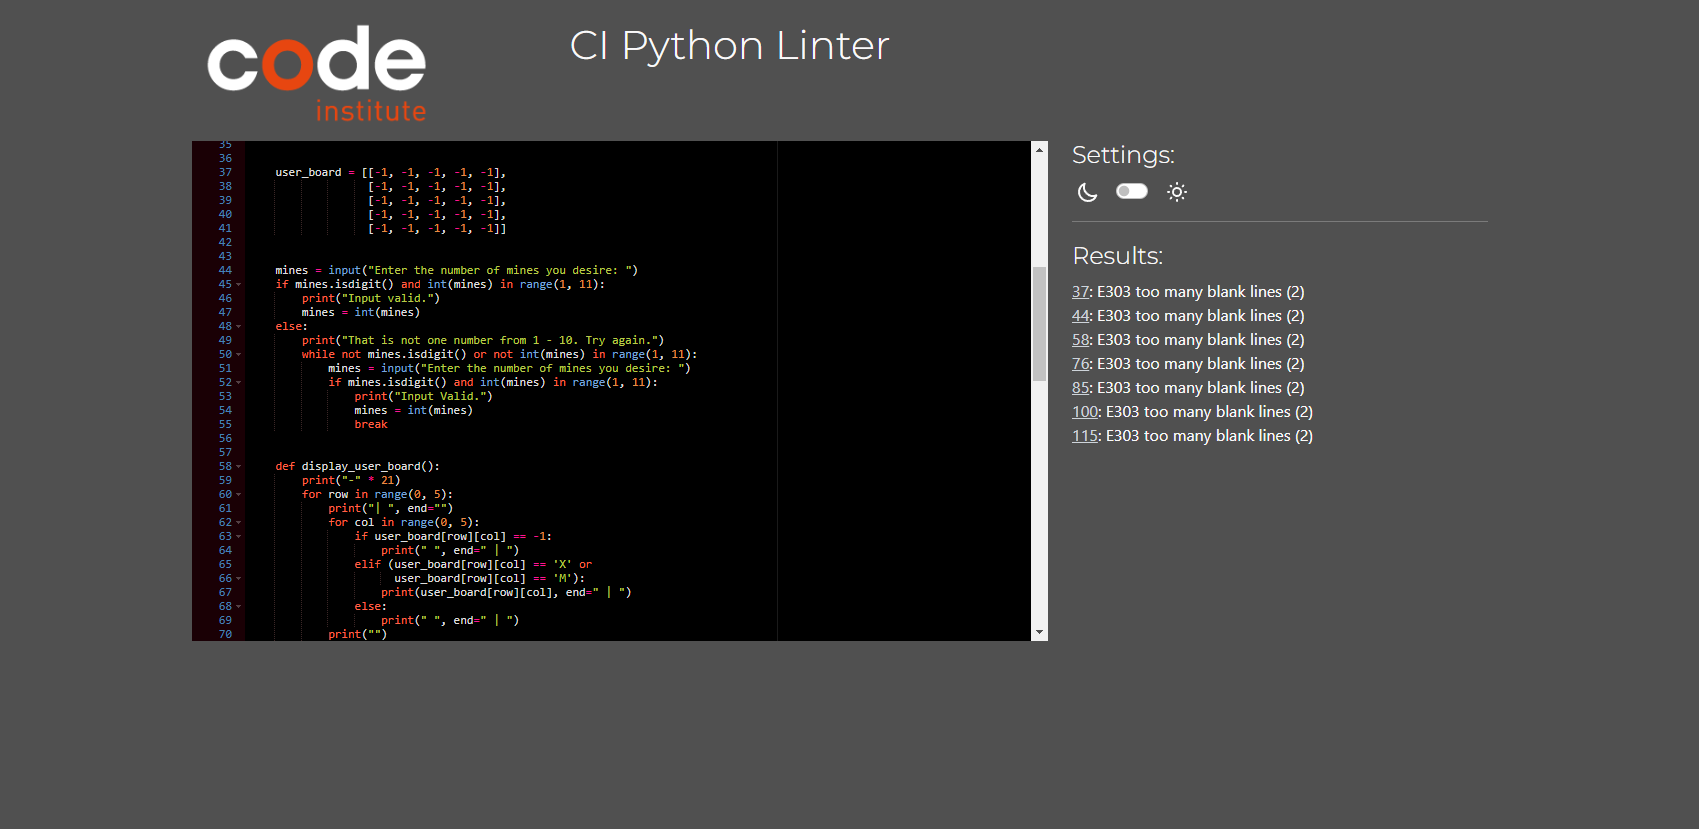 code
institute
CI Python Linter
35
36
37 user_board = [[-1, -1, -1, -1, -1],
38 [-1, -1, -1, -1, -1],
39 [-1, -1, -1, -1, -1],
40 [-1, -1, -1, -1, -1],
41 [-1, -1, -1, -1, -1]]
42
43
44 mines = input("Enter the number of mines you desire: ")
45 if mines.isdigit() and int(mines) in range(1, 11):
46 print("Input valid.")
47 mines = int(mines)
48 else:
49 print("That is not one number from 1 - 10. Try again.")
50 while not mines.isdigit() or not int(mines) in range(1, 11):
51 mines = input("Enter the number of mines you desire: ")
52 if mines.isdigit() and int(mines) in range(1, 11):
53 print("Input Valid.")
54 mines = int(mines)
55 break
56
57
58 def display_user_board():
59 print("-" * 21)
60 for row in range(0, 5):
61 print("| ", end="")
62 for col in range(0, 5):
63 if user_board[row][col] == -1:
64 print(" ", end=" | ")
65 elif (user_board[row][col] == 'X' or
66 user_board[row][col] == 'M'):
67 print(user_board[row][col], end=" | ")
68 else:
69 print(" ", end=" | ")
70 print("")
Settings:
Results:
37: E303 too many blank lines (2)
44: E303 too many blank lines (2)
58: E303 too many blank lines (2)
76: E303 too many blank lines (2)
85: E303 too many blank lines (2)
100: E303 too many blank lines (2)
115: E303 too many blank lines (2)